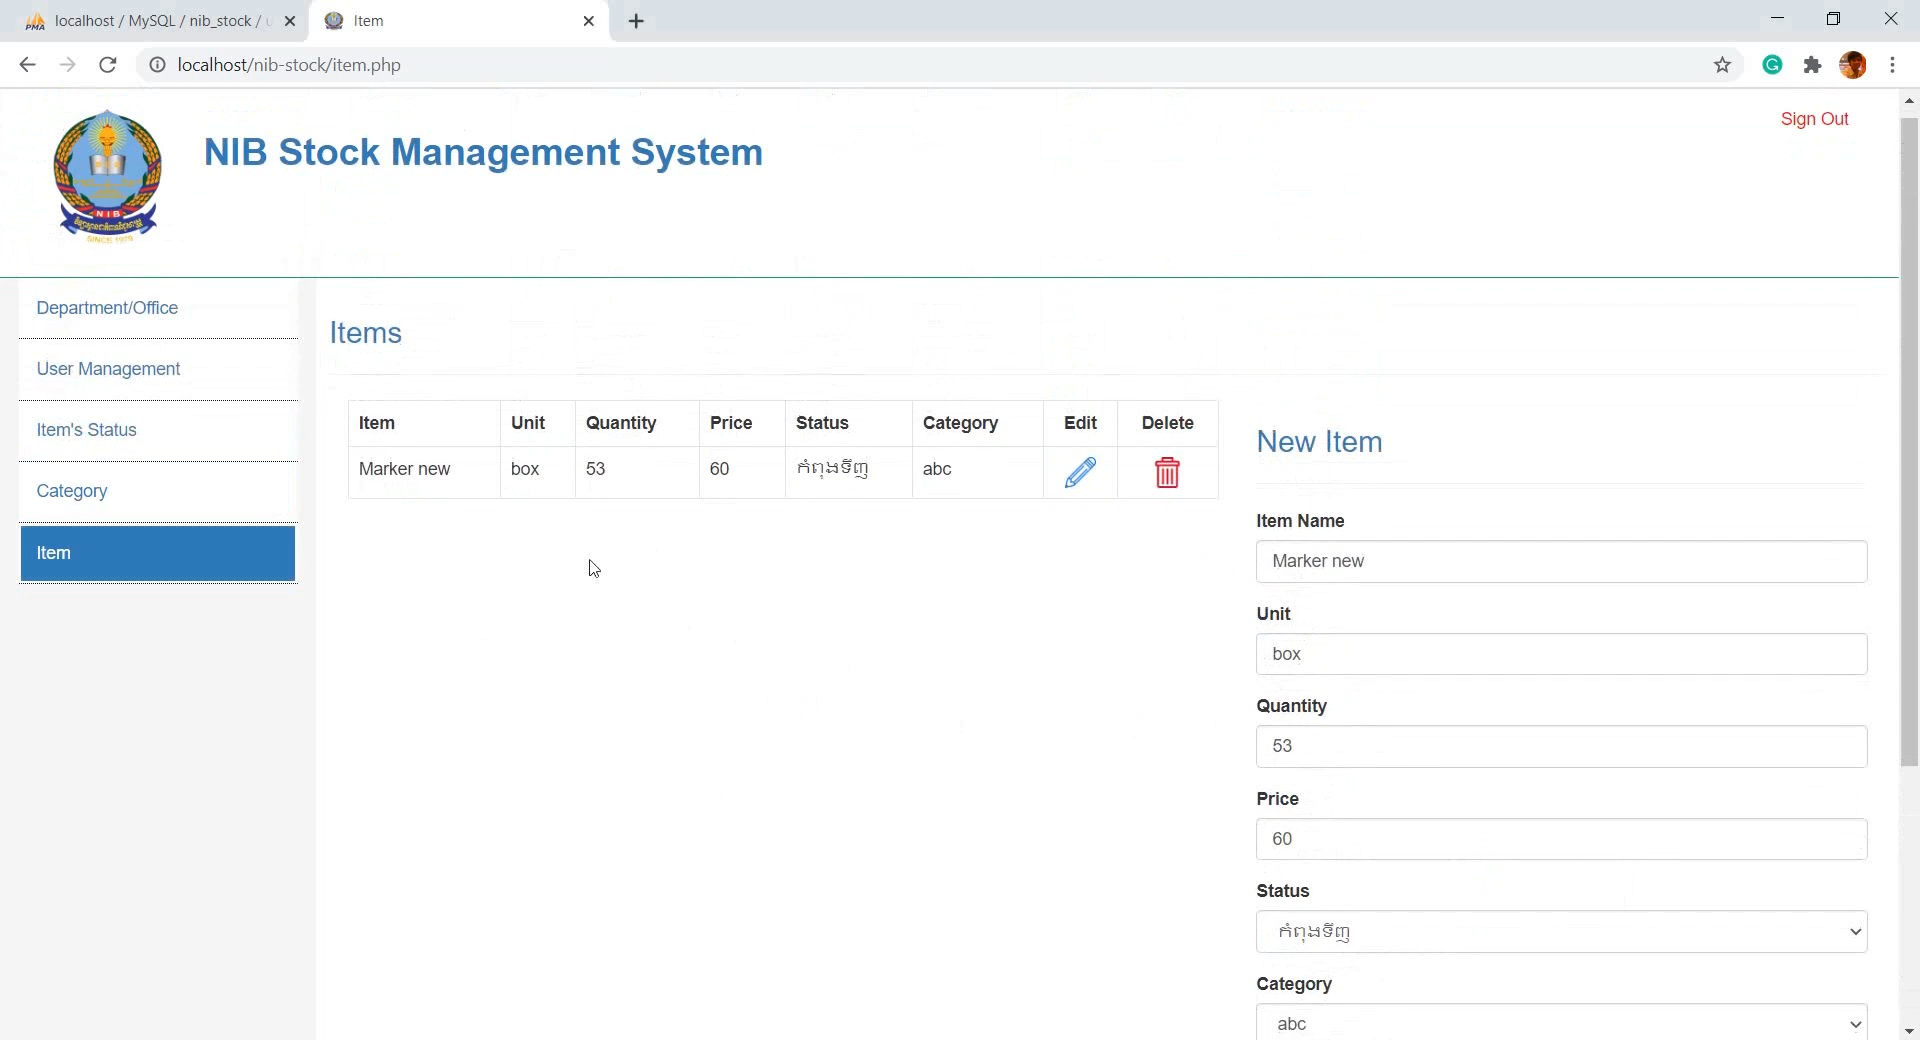 localhost / MySQL / nib_stock / u
Item
localhost/nib-stock/item.php
NIB Stock Management System
Sign Out
NIB
SINCE 1979
Department/Office
User Management
Item's Status
Category
Item
Items
Item Unit Quantity Price Status Category Edit Delete
Marker new box 53 60 កំពុងទិញ abc
New Item
Item Name
Marker new
Unit
box
Quantity
53
Price
60
Status
កំពុងទិញ
Category
abc